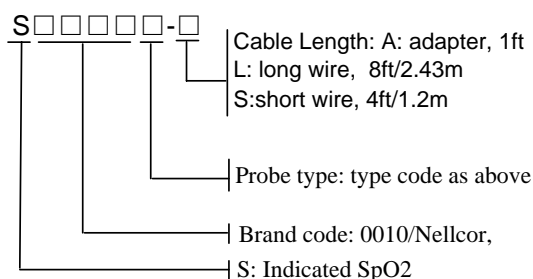 S□□□□□-□
Cable Length: A: adapter, 1ft
L: long wire,  8ft/2.43m
S:short wire, 4ft/1.2m
Probe type: type code as above
Brand code: 0010/Nellcor,
S: Indicated SpO2